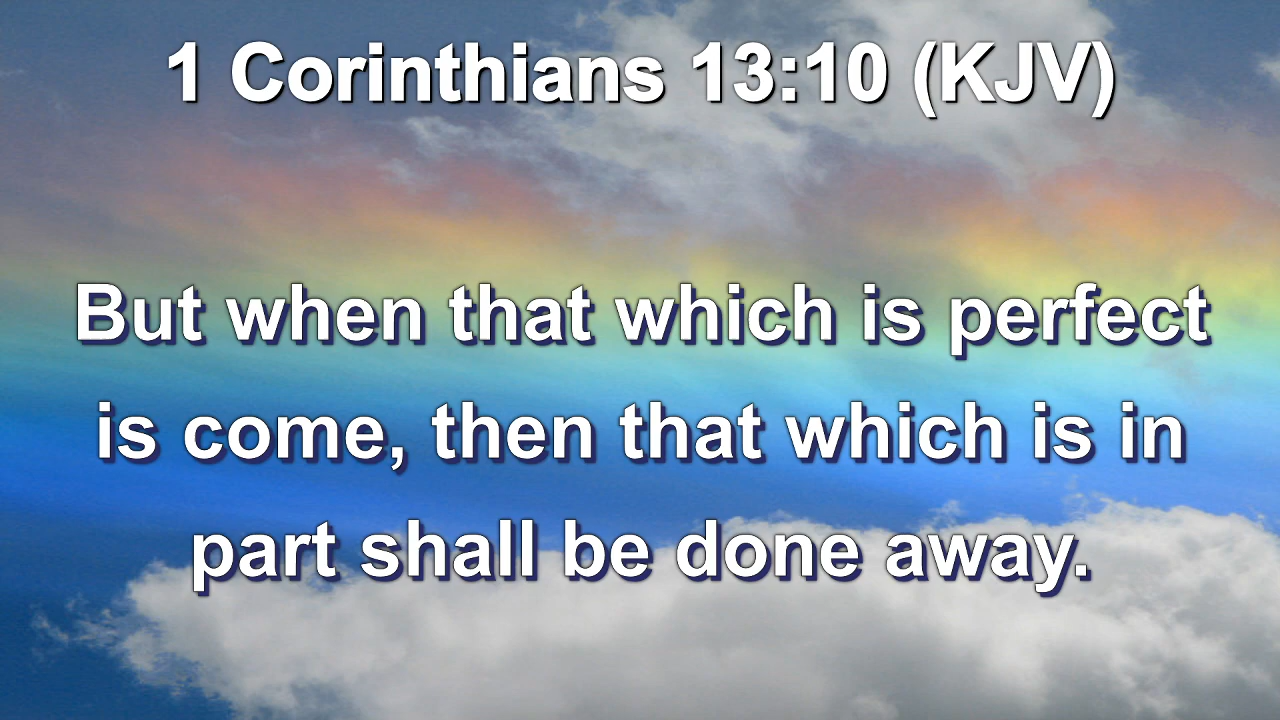 1 Corinthians 13:10 (KJV)
But when that which is perfect
is come, then that which is in
part shall be done away.